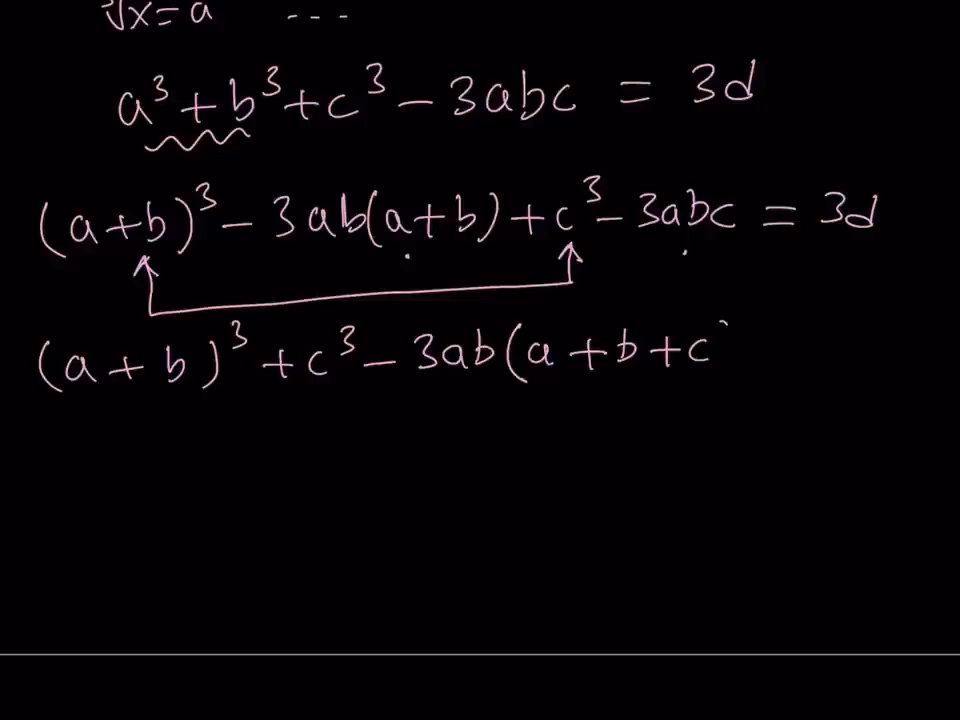 ∛x = a ---
a³ + b³ + c³ - 3abc = 3d
(a+b)³ - 3ab(a+b) + c³ - 3abc = 3d
(a+b)³ + c³ - 3ab(a+b+c